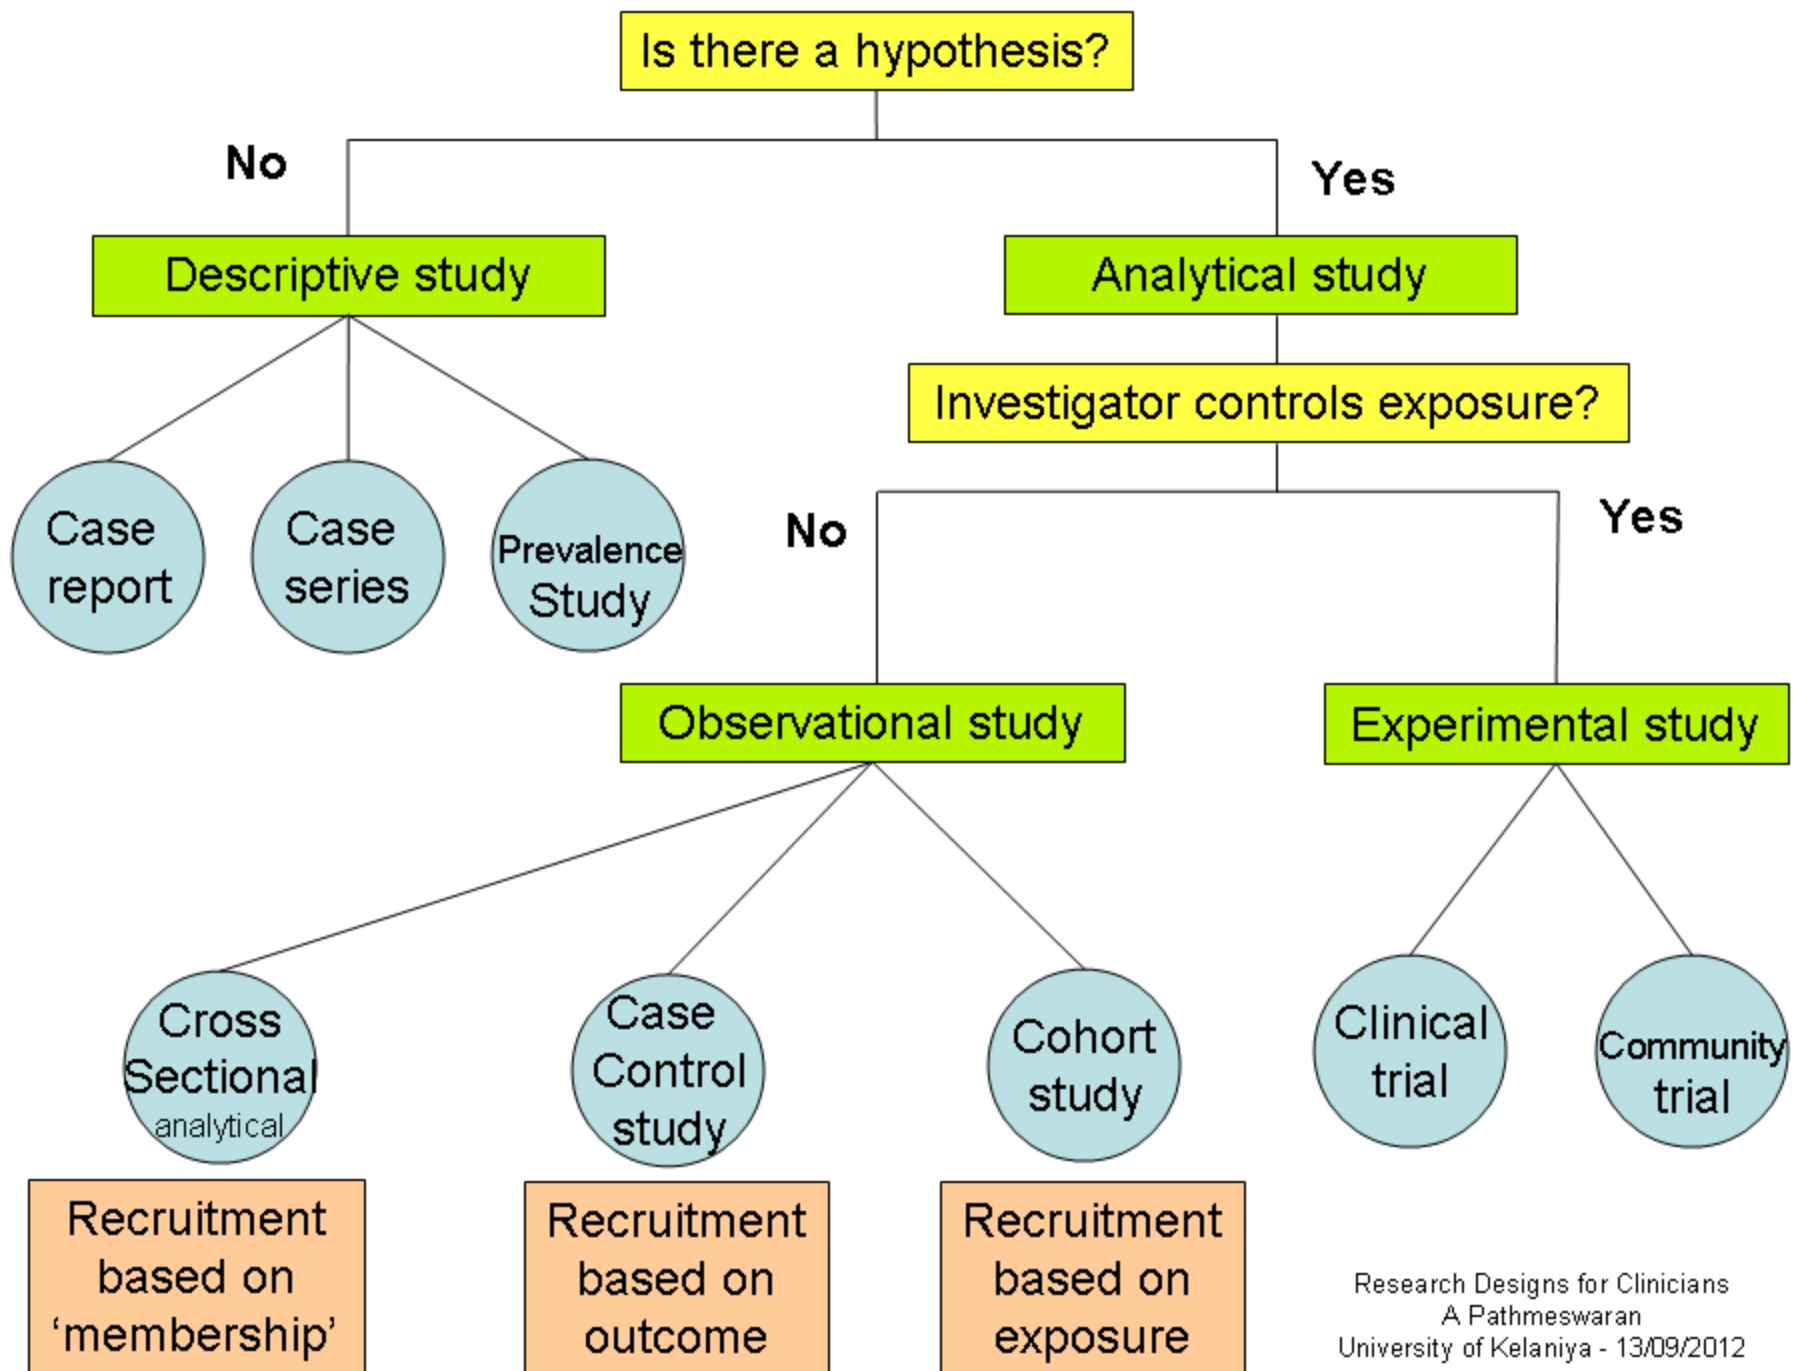 Is there a hypothesis?
No
Yes
Descriptive study
Analytical study
Investigator controls exposure?
Case
report
Case
series
Prevalence
Study
No
Yes
Observational study
Experimental study
Cross
Sectional
analytical
Case
Control
study
Cohort
study
Clinical
trial
Community
trial
Recruitment
based on
‘membership’
Recruitment
based on
outcome
Recruitment
based on
exposure
Research Designs for Clinicians
A Pathmeswaran
University of Kelaniya - 13/09/2012